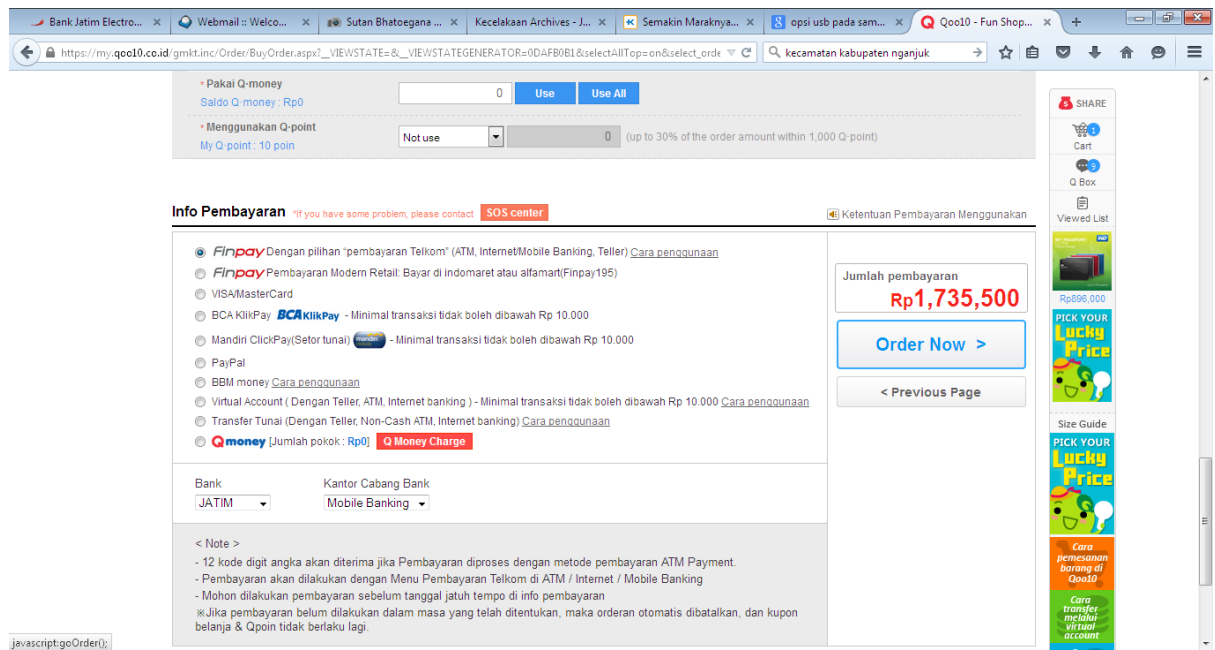 Bank Jatim Electro...
Webmail :: Welco...
Sutan Bhatoegana ...
Kecelakaan Archives - J...
Semakin Maraknya...
opsi usb pada sam...
Qoo10 - Fun Shop...
https://my.qoo10.co.id/gmkt.inc/Order/BuyOrder.aspx?__VIEWSTATE=&__VIEWSTATEGENERATOR=0DAFB0B1&selectAllTop=on&select_orde
kecamatan kabupaten nganjuk
* Pakai Q-money
Saldo Q-money : Rp0
0 Use Use All
* Menggunakan Q-point
My Q-point : 10 poin
Not use 0 (up to 30% of the order amount within 1,000 Q-point)
Info Pembayaran *If you have some problem, please contact SOS center
Ketentuan Pembayaran Menggunakan
Finpay Dengan pilihan "pembayaran Telkom" (ATM, Internet/Mobile Banking, Teller) Cara penggunaan
Finpay Pembayaran Modern Retail: Bayar di indomaret atau alfamart(Finpay195)
VISA/MasterCard
BCA KlikPay BCA KlikPay - Minimal transaksi tidak boleh dibawah Rp 10.000
Mandiri ClickPay(Setor tunai) mandiri - Minimal transaksi tidak boleh dibawah Rp 10.000
PayPal
BBM money Cara penggunaan
Virtual Account ( Dengan Teller, ATM, Internet banking ) - Minimal transaksi tidak boleh dibawah Rp 10.000 Cara penggunaan
Transfer Tunai (Dengan Teller, Non-Cash ATM, Internet banking) Cara penggunaan
Qmoney [Jumlah pokok : Rp0] Q Money Charge
Bank Kantor Cabang Bank
JATIM Mobile Banking
< Note >
- 12 kode digit angka akan diterima jika Pembayaran diproses dengan metode pembayaran ATM Payment.
- Pembayaran akan dilakukan dengan Menu Pembayaran Telkom di ATM / Internet / Mobile Banking
- Mohon dilakukan pembayaran sebelum tanggal jatuh tempo di info pembayaran
※Jika pembayaran belum dilakukan dalam masa yang telah ditentukan, maka orderan otomatis dibatalkan, dan kupon
belanja & Qpoin tidak berlaku lagi.
Jumlah pembayaran
Rp1,735,500
Order Now >
< Previous Page
$ SHARE
1
Cart
Q Box
Viewed List
WD
Rp896,000
PICK YOUR
Lucky
Price
Size Guide
PICK YOUR
Lucky
Price
Cara
pemesanan
barang di
Qoo10
Cara
transfer
melalui
virtual
account
javascript:goOrder();